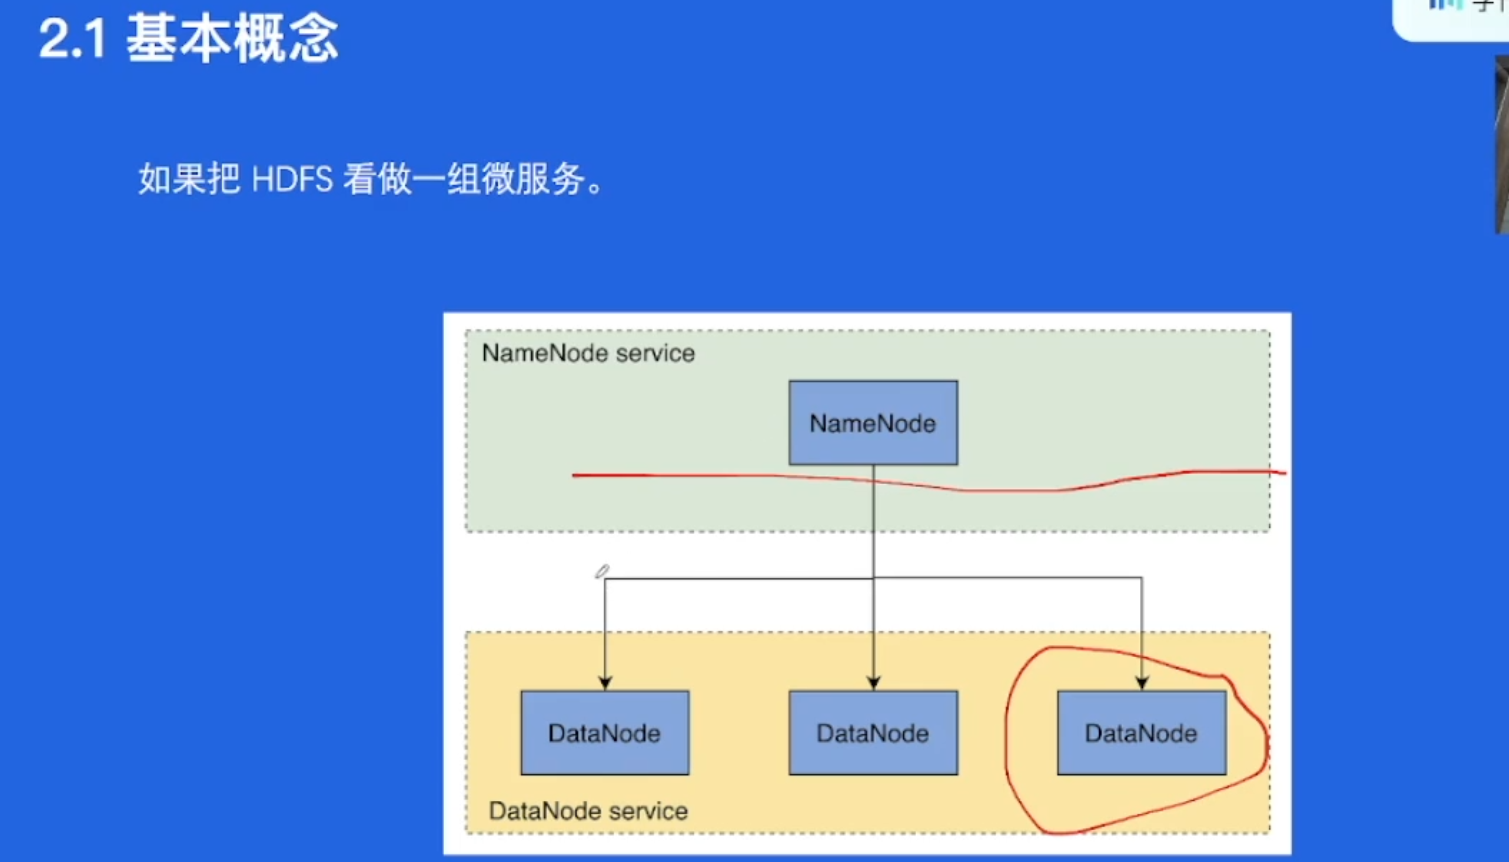 2.1 基本概念
如果把 HDFS 看做一组微服务。
NameNode service
NameNode
DataNode
DataNode
DataNode
DataNode service